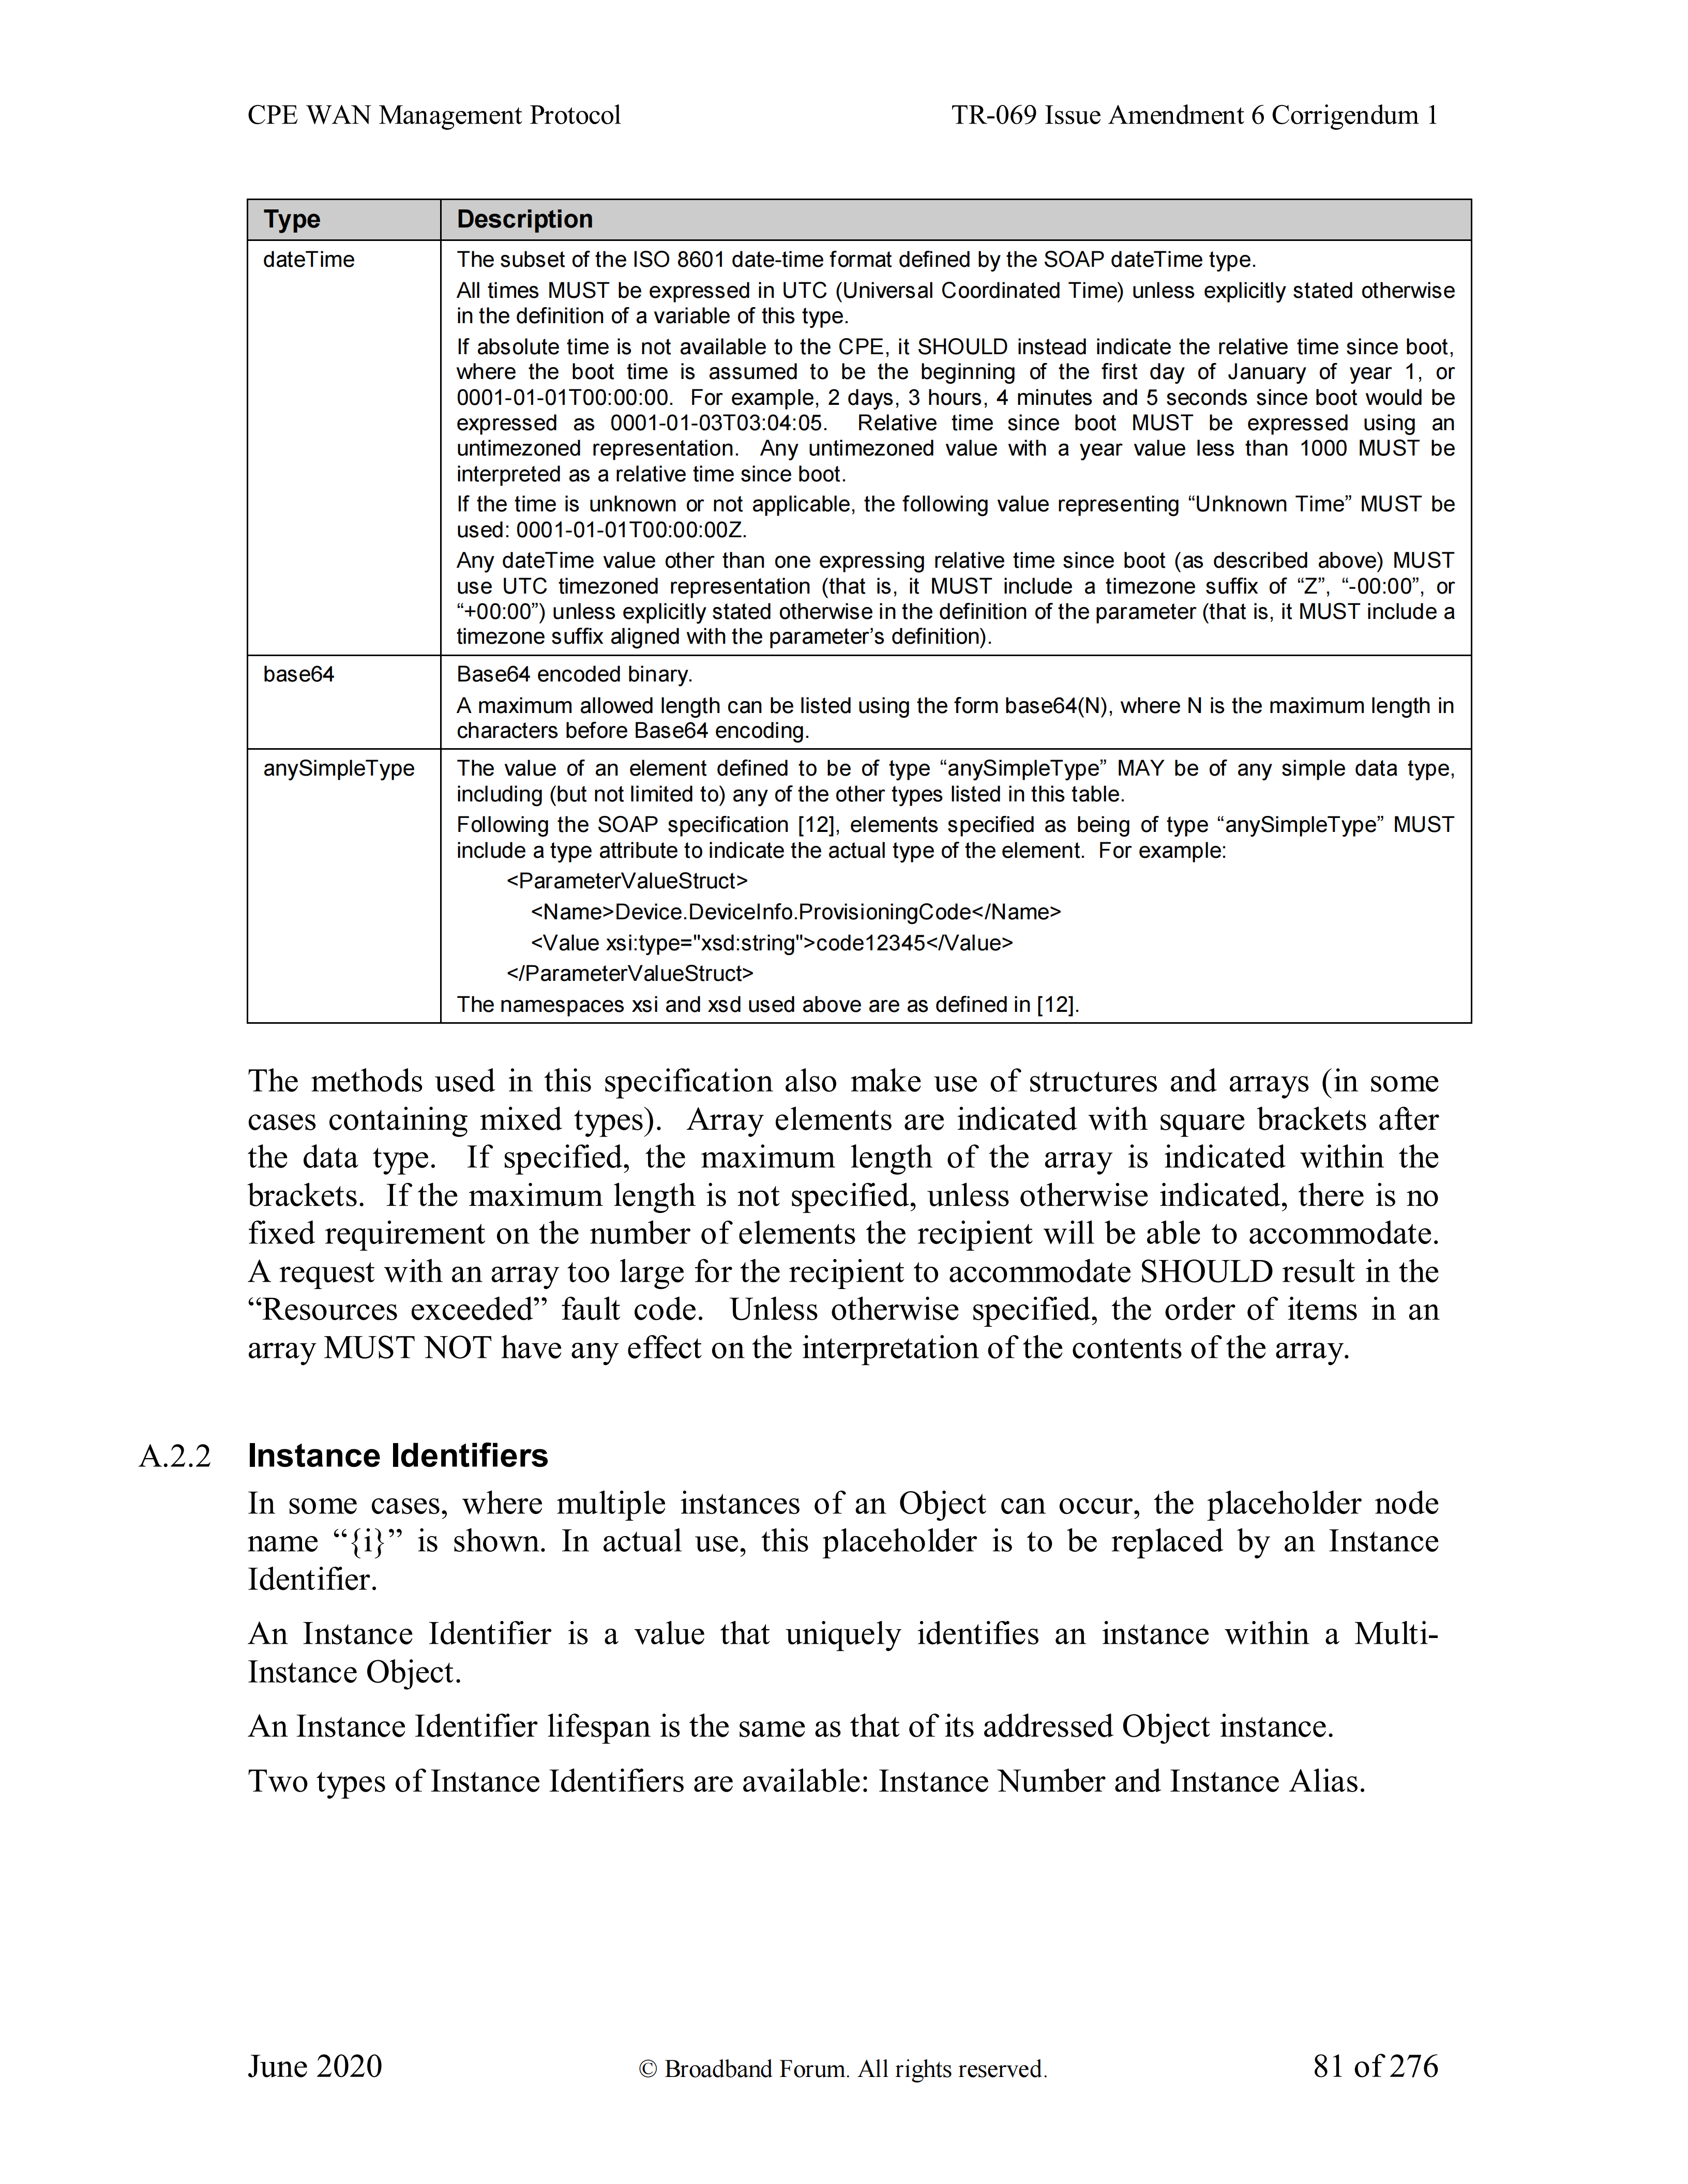 CPE WAN Management Protocol
TR-069 Issue Amendment 6 Corrigendum 1
Type
Description
dateTime
The subset of the ISO 8601 date-time format defined by the SOAP dateTime type.
All times MUST be expressed in UTC (Universal Coordinated Time) unless explicitly stated otherwise
in the definition of a variable of this type.
If absolute time is not available to the CPE, it SHOULD instead indicate the relative time since boot,
where the boot time is assumed to be the beginning of the first day of January of year 1, or
0001-01-01T00:00:00.  For example, 2 days, 3 hours, 4 minutes and 5 seconds since boot would be
expressed as 0001-01-03T03:04:05.  Relative time since boot MUST be expressed using an
untimezoned representation.  Any untimezoned value with a year value less than 1000 MUST be
interpreted as a relative time since boot.
If the time is unknown or not applicable, the following value representing “Unknown Time” MUST be
used: 0001-01-01T00:00:00Z.
Any dateTime value other than one expressing relative time since boot (as described above) MUST
use UTC timezoned representation (that is, it MUST include a timezone suffix of “Z”, “-00:00”, or
“+00:00”) unless explicitly stated otherwise in the definition of the parameter (that is, it MUST include a
timezone suffix aligned with the parameter’s definition).
base64
Base64 encoded binary.
A maximum allowed length can be listed using the form base64(N), where N is the maximum length in
characters before Base64 encoding.
anySimpleType
The value of an element defined to be of type “anySimpleType” MAY be of any simple data type,
including (but not limited to) any of the other types listed in this table.
Following the SOAP specification [12], elements specified as being of type “anySimpleType” MUST
include a type attribute to indicate the actual type of the element.  For example:
<ParameterValueStruct>
<Name>Device.DeviceInfo.ProvisioningCode</Name>
<Value xsi:type="xsd:string">code12345</Value>
</ParameterValueStruct>
The namespaces xsi and xsd used above are as defined in [12].
The methods used in this specification also make use of structures and arrays (in some
cases containing mixed types).  Array elements are indicated with square brackets after
the data type.  If specified, the maximum length of the array is indicated within the
brackets.  If the maximum length is not specified, unless otherwise indicated, there is no
fixed requirement on the number of elements the recipient will be able to accommodate.
A request with an array too large for the recipient to accommodate SHOULD result in the
“Resources exceeded” fault code.  Unless otherwise specified, the order of items in an
array MUST NOT have any effect on the interpretation of the contents of the array.
A.2.2 Instance Identifiers
In some cases, where multiple instances of an Object can occur, the placeholder node
name “{i}” is shown. In actual use, this placeholder is to be replaced by an Instance
Identifier.
An Instance Identifier is a value that uniquely identifies an instance within a Multi-
Instance Object.
An Instance Identifier lifespan is the same as that of its addressed Object instance.
Two types of Instance Identifiers are available: Instance Number and Instance Alias.
June 2020
© Broadband Forum. All rights reserved.
81 of 276